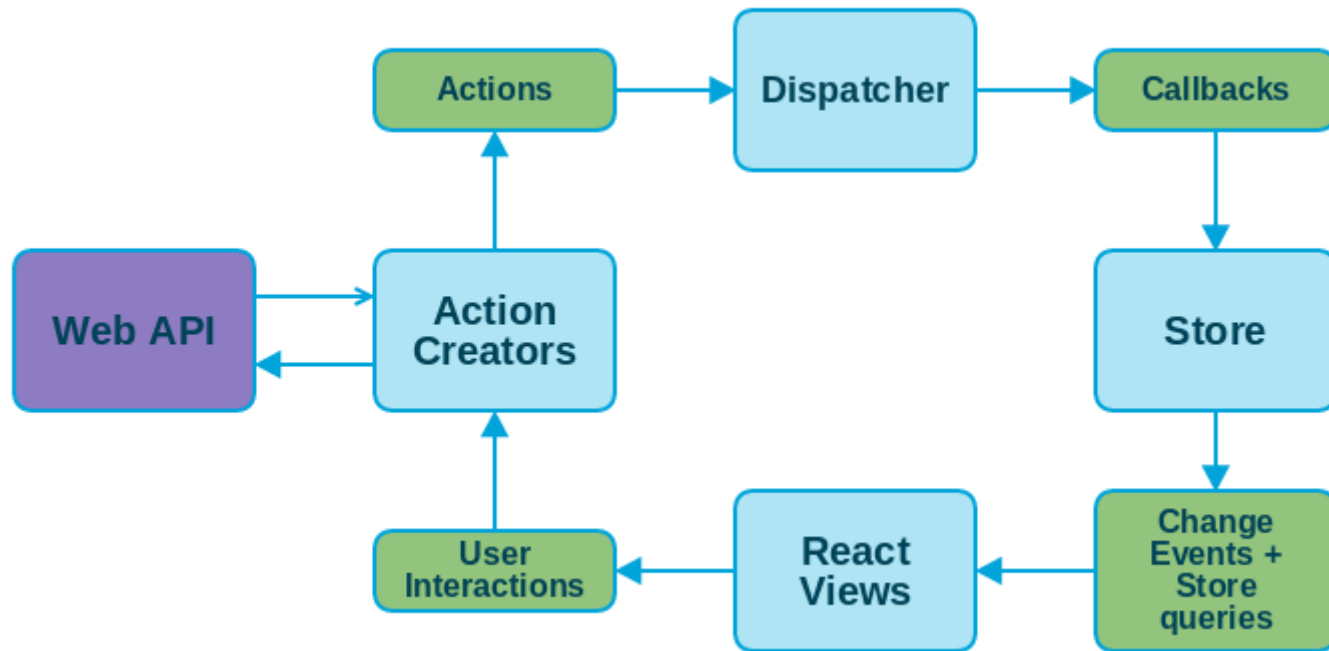 Actions
Dispatcher
Callbacks
Web API
Action
Creators
Store
User
Interactions
React
Views
Change
Events +
Store
queries